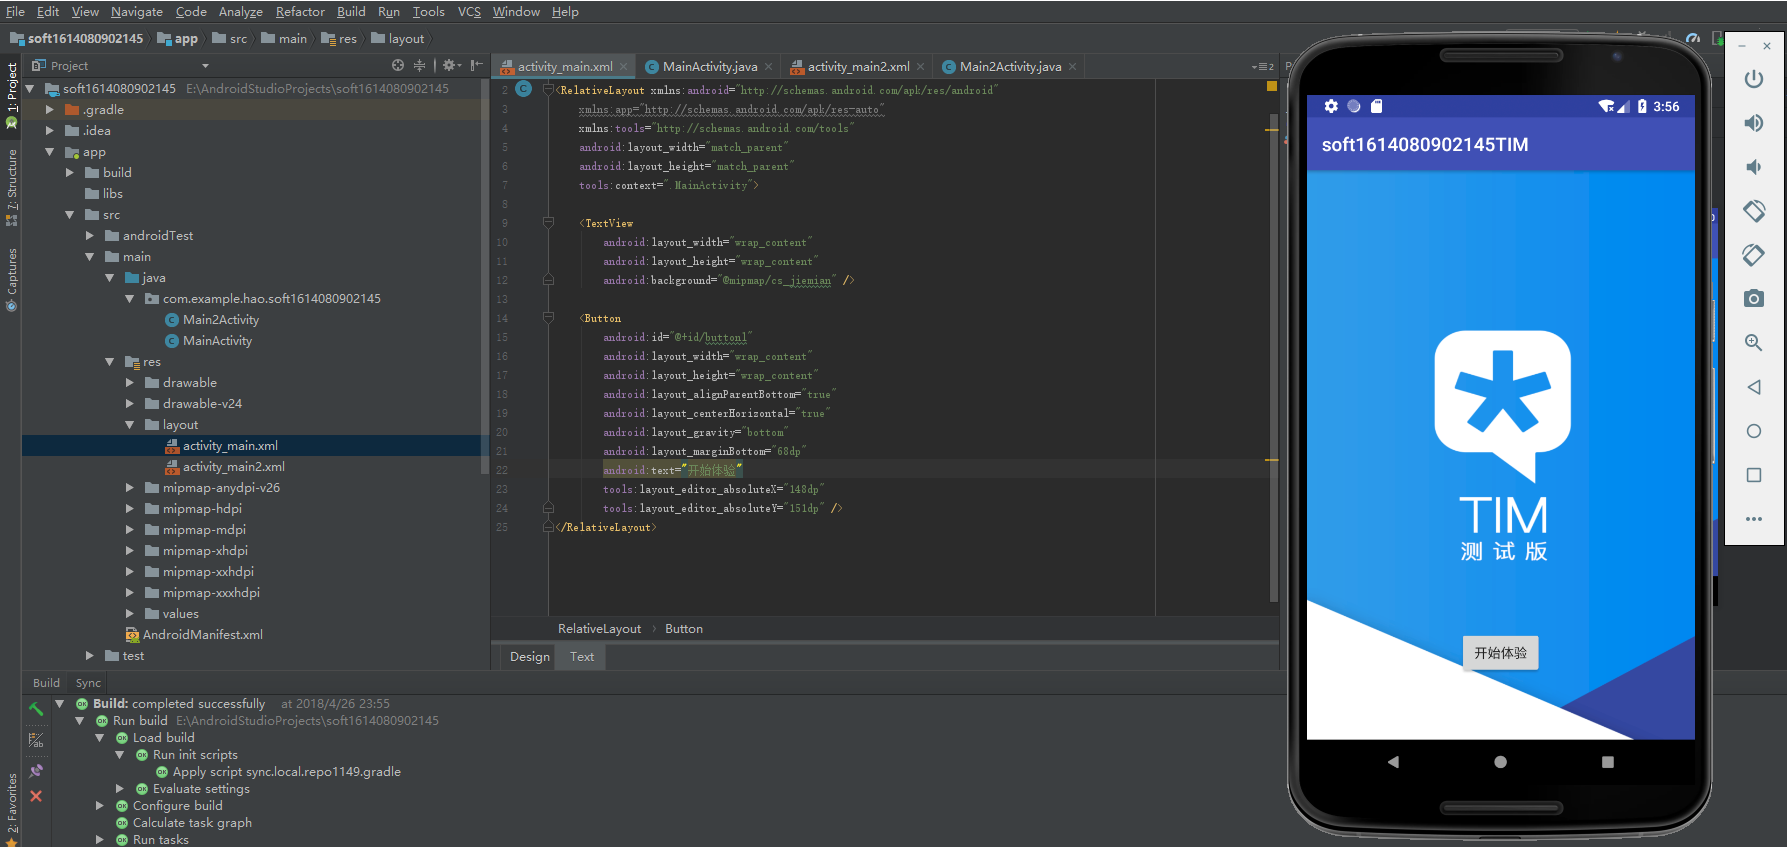 File Edit View Navigate Code Analyze Refactor Build Run Tools VCS Window Help
soft1614080902145 app src main res layout
Project
activity_main.xml MainActivity.java activity_main2.xml Main2Activity.java
2
1: Project
7: Structure
Captures
2: Favorites
soft1614080902145 E:\AndroidStudioProjects\soft1614080902145
.gradle
.idea
app
build
libs
src
androidTest
main
java
com.example.hao.soft1614080902145
Main2Activity
MainActivity
res
drawable
drawable-v24
layout
activity_main.xml
activity_main2.xml
mipmap-anydpi-v26
mipmap-hdpi
mipmap-mdpi
mipmap-xhdpi
mipmap-xxhdpi
mipmap-xxxhdpi
values
AndroidManifest.xml
test
2 <RelativeLayout xmlns:android="http://schemas.android.com/apk/res/android"
3 xmlns:app="http://schemas.android.com/apk/res-auto"
4 xmlns:tools="http://schemas.android.com/tools"
5 android:layout_width="match_parent"
6 android:layout_height="match_parent"
7 tools:context=".MainActivity">
8
9 <TextView
10 android:layout_width="wrap_content"
11 android:layout_height="wrap_content"
12 android:background="@mipmap/cs_jiemian" />
13
14 <Button
15 android:id="@+id/button1"
16 android:layout_width="wrap_content"
17 android:layout_height="wrap_content"
18 android:layout_alignParentBottom="true"
19 android:layout_centerHorizontal="true"
20 android:layout_gravity="bottom"
21 android:layout_marginBottom="68dp"
22 android:text="开始体验"
23 tools:layout_editor_absoluteX="148dp"
24 tools:layout_editor_absoluteY="151dp" />
25 </RelativeLayout>
RelativeLayout Button
Design Text
Build Sync
Build: completed successfully at 2018/4/26 23:55
Run build E:\AndroidStudioProjects\soft1614080902145
Load build
Run init scripts
Apply script sync.local.repo1149.gradle
Evaluate settings
Configure build
Calculate task graph
Run tasks
3:56
soft1614080902145TIM
TIM
测试版
开始体验